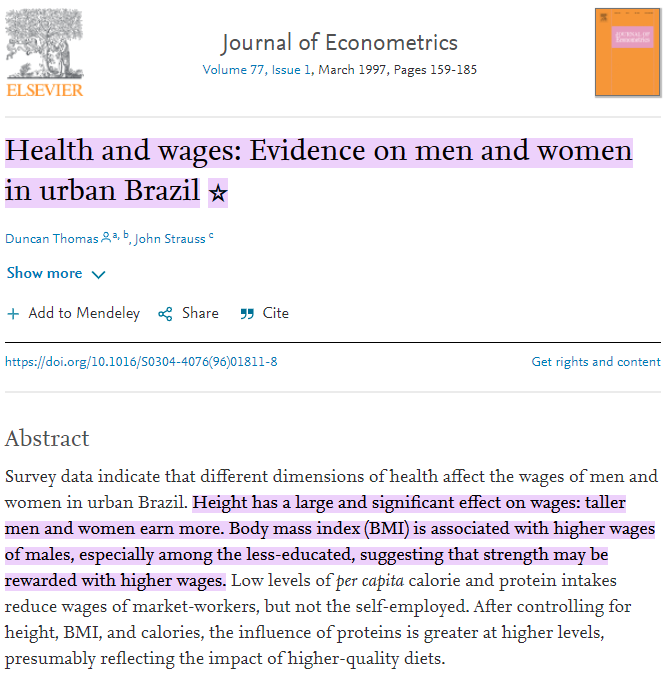 ELSEVIER
Journal of Econometrics
Volume 77, Issue 1, March 1997, Pages 159-185
JOURNAL OF
Econometrics
Health and wages: Evidence on men and women
in urban Brazil ☆
Duncan Thomas a, b, John Strauss c
Show more
+ Add to Mendeley Share Cite
https://doi.org/10.1016/S0304-4076(96)01811-8 Get rights and content
Abstract
Survey data indicate that different dimensions of health affect the wages of men and
women in urban Brazil. Height has a large and significant effect on wages: taller
men and women earn more. Body mass index (BMI) is associated with higher wages
of males, especially among the less-educated, suggesting that strength may be
rewarded with higher wages. Low levels of per capita calorie and protein intakes
reduce wages of market-workers, but not the self-employed. After controlling for
height, BMI, and calories, the influence of proteins is greater at higher levels,
presumably reflecting the impact of higher-quality diets.